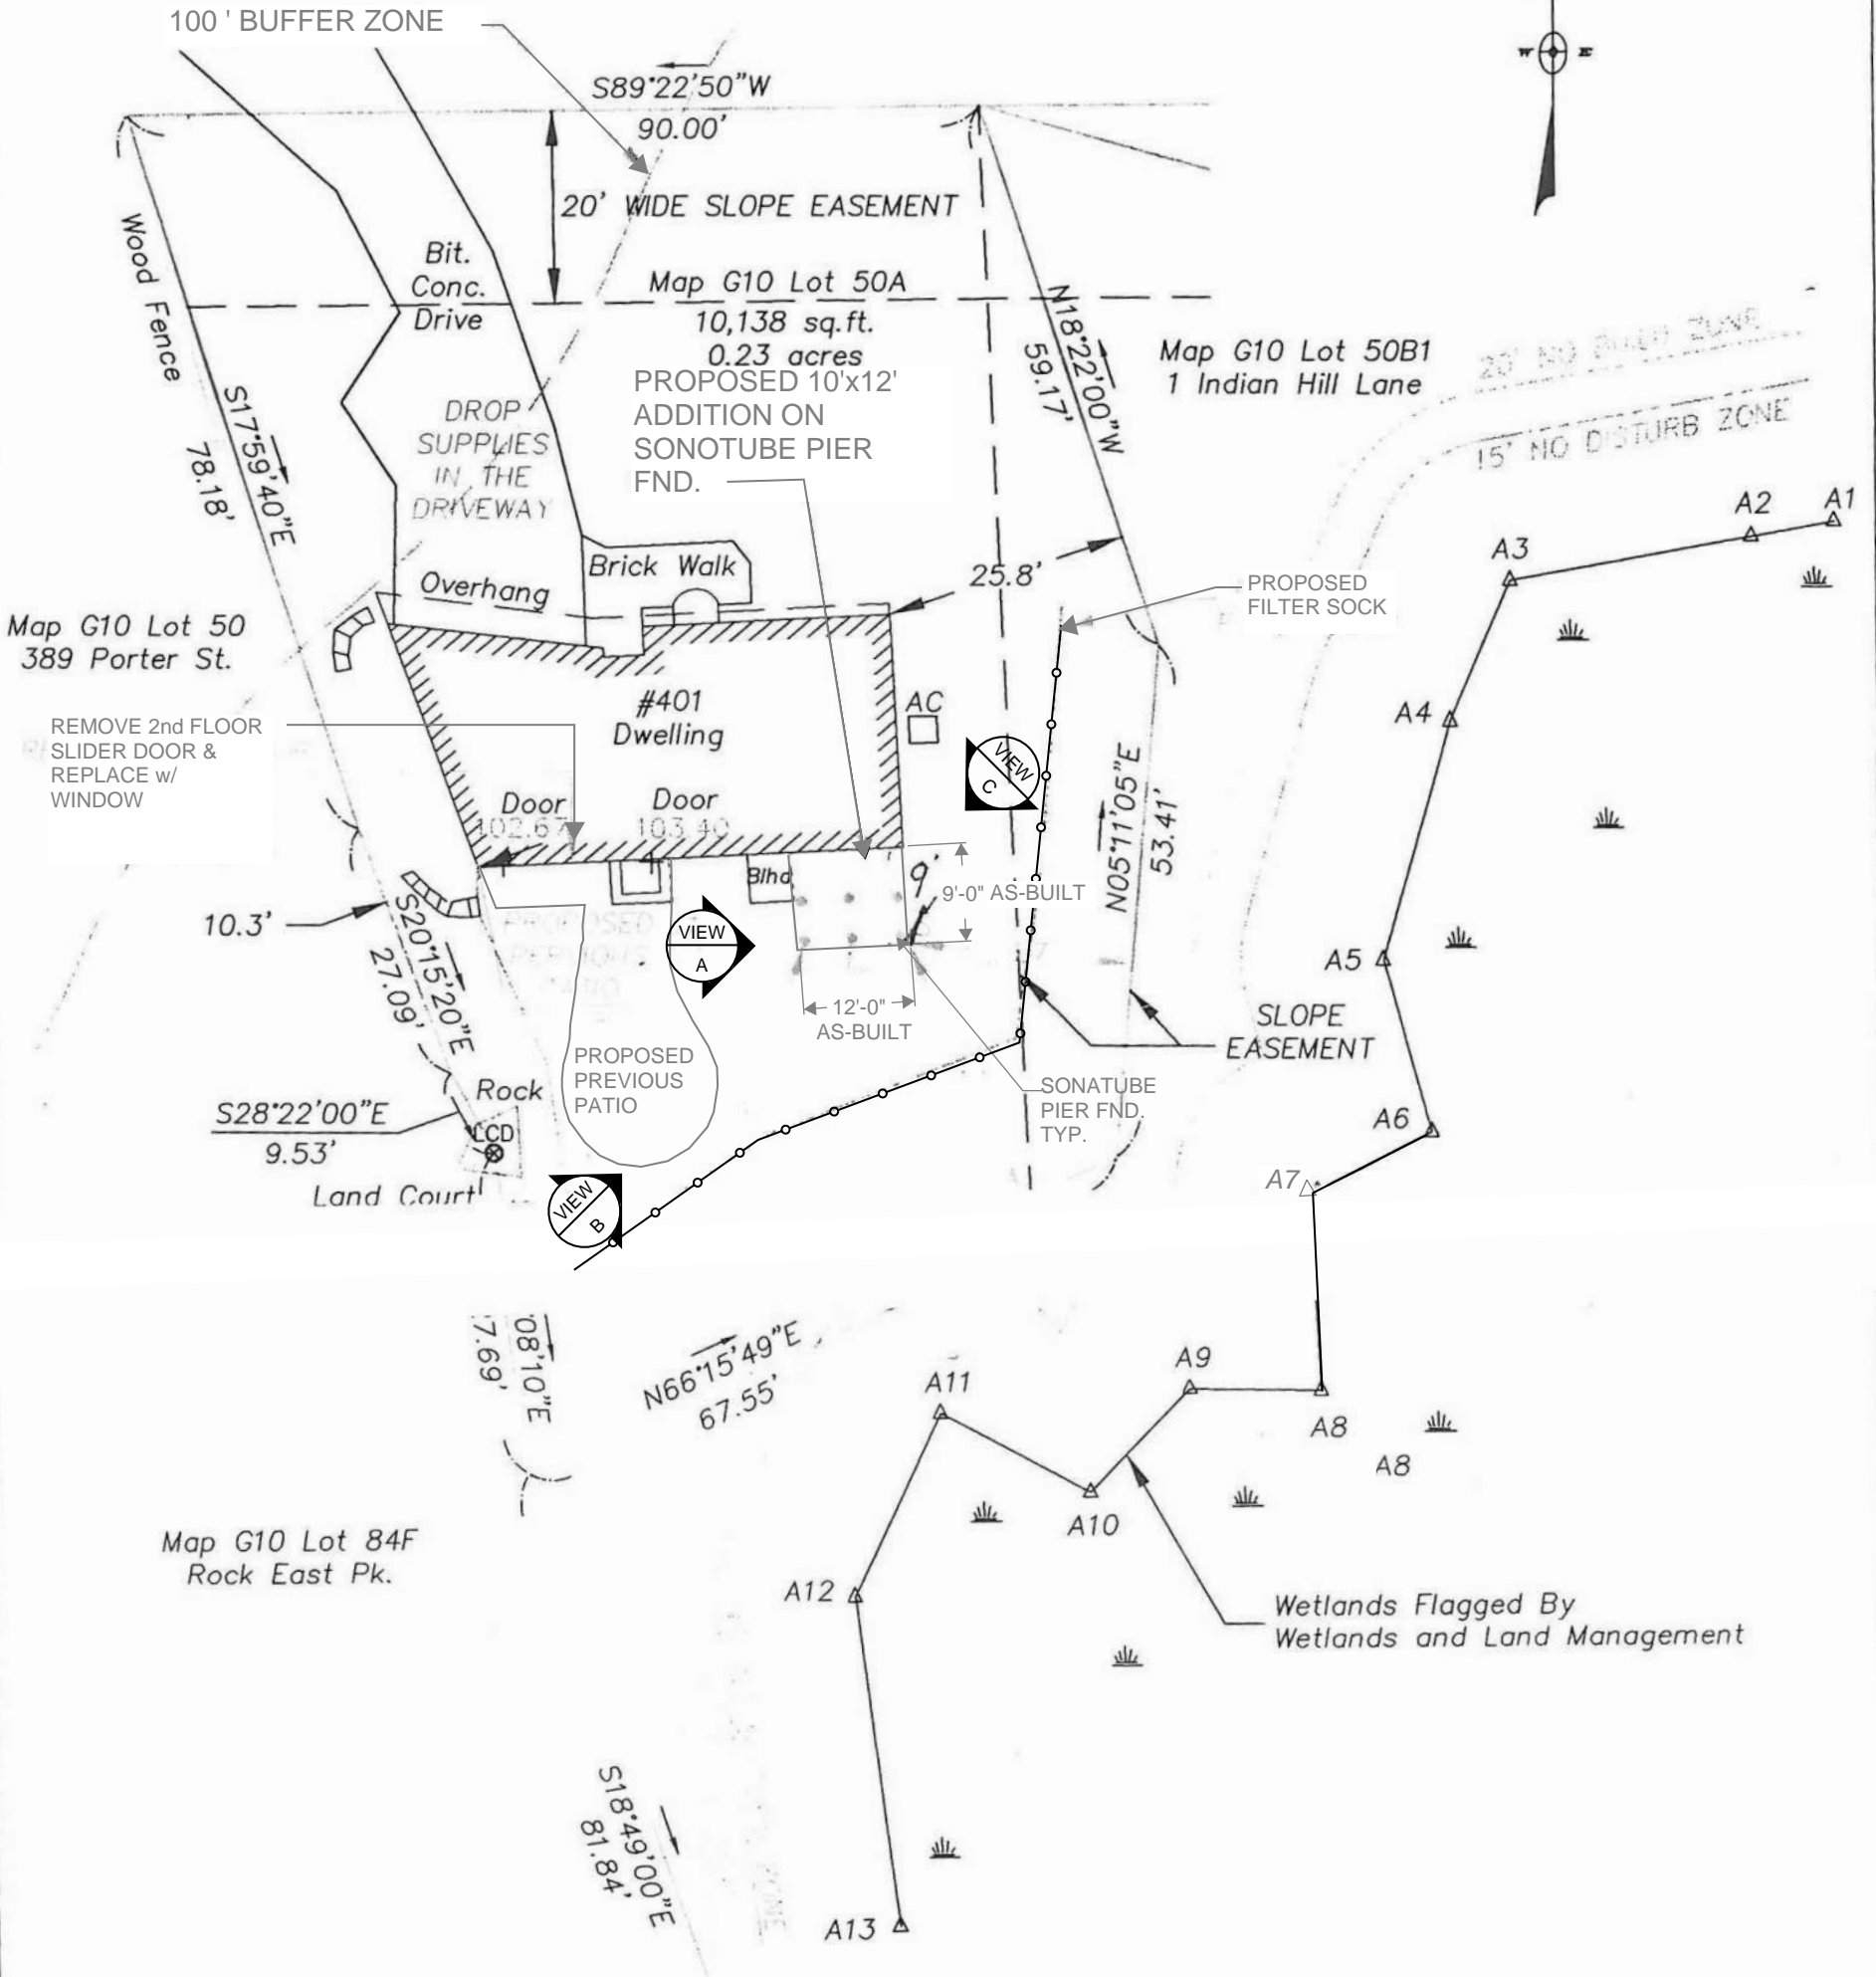 100 ' BUFFER ZONE
W E
S89°22'50"W
90.00'
20' WIDE SLOPE EASEMENT
Wood Fence
Bit.
Conc.
Drive
Map G10 Lot 50A
10,138 sq.ft.
0.23 acres
N18°22'00"W
59.17'
Map G10 Lot 50B1
1 Indian Hill Lane
20' NO BUILD ZONE
15' NO DISTURB ZONE
S17°59'40"E
78.18'
DROP
SUPPLIES
IN THE
DRIVEWAY
PROPOSED 10'x12'
ADDITION ON
SONOTUBE PIER
FND.
A1
A2
A3
Brick Walk
Overhang
25.8'
PROPOSED
FILTER SOCK
Map G10 Lot 50
389 Porter St.
#401
Dwelling
AC
A4
REMOVE 2nd FLOOR
SLIDER DOOR &
REPLACE w/
WINDOW
VIEW
C
Door
102.67
Door
103.40
N05°11'05"E
53.41'
Blhd
9'
9'-0" AS-BUILT
10.3'
S20°15'20"E
27.09'
PROPOSED
PERVIOUS
PATIO
VIEW
A
A5
12'-0"
AS-BUILT
SLOPE
EASEMENT
PROPOSED
PREVIOUS
PATIO
SONATUBE
PIER FND.
TYP.
Rock
S28°22'00"E
9.53'
LCD
Land Court
A6
A7
VIEW
B
08'10"E
7.69'
N66°15'49"E
67.55'
A11
A9
A8
A8
A10
Map G10 Lot 84F
Rock East Pk.
A12
Wetlands Flagged By
Wetlands and Land Management
S18°49'00"E
81.84'
ZONE
A13